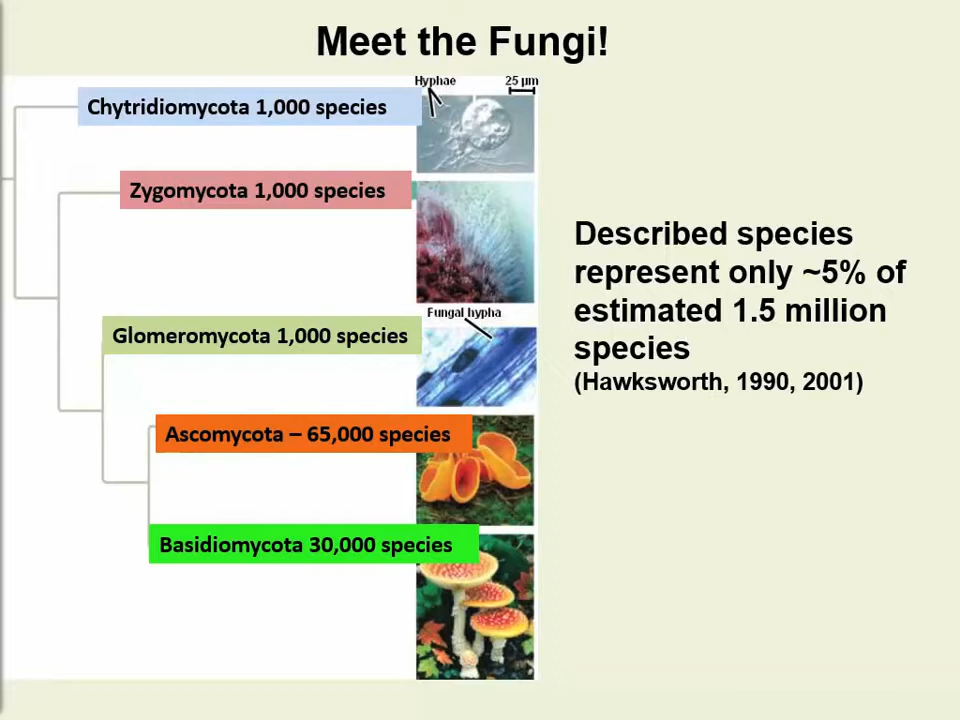 Meet the Fungi!
Hyphae
25 µm
Chytridiomycota 1,000 species
Zygomycota 1,000 species
Fungal hypha
Glomeromycota 1,000 species
Ascomycota – 65,000 species
Basidiomycota 30,000 species
Described species
represent only ~5% of
estimated 1.5 million
species
(Hawksworth, 1990, 2001)